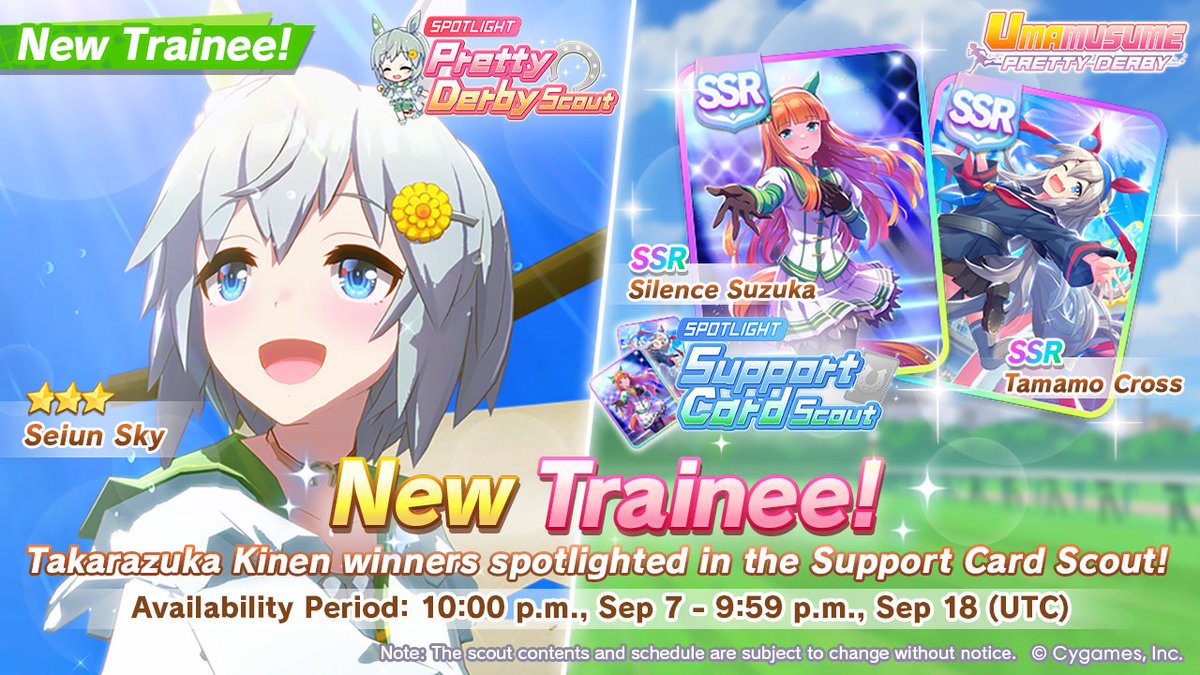 New Trainee!
SPOTLIGHT
Pretty
Derby Scout
UMAMUSUME
PRETTY DERBY
SSR
SSR
SSR
Silence Suzuka
SPOTLIGHT
Support
Card Scout
SSR
Tamamo Cross
Seiun Sky
New Trainee!
Takarazuka Kinen winners spotlighted in the Support Card Scout!
Availability Period: 10:00 p.m., Sep 7 – 9:59 p.m., Sep 18 (UTC)
Note: The scout contents and schedule are subject to change without notice. © Cygames, Inc.